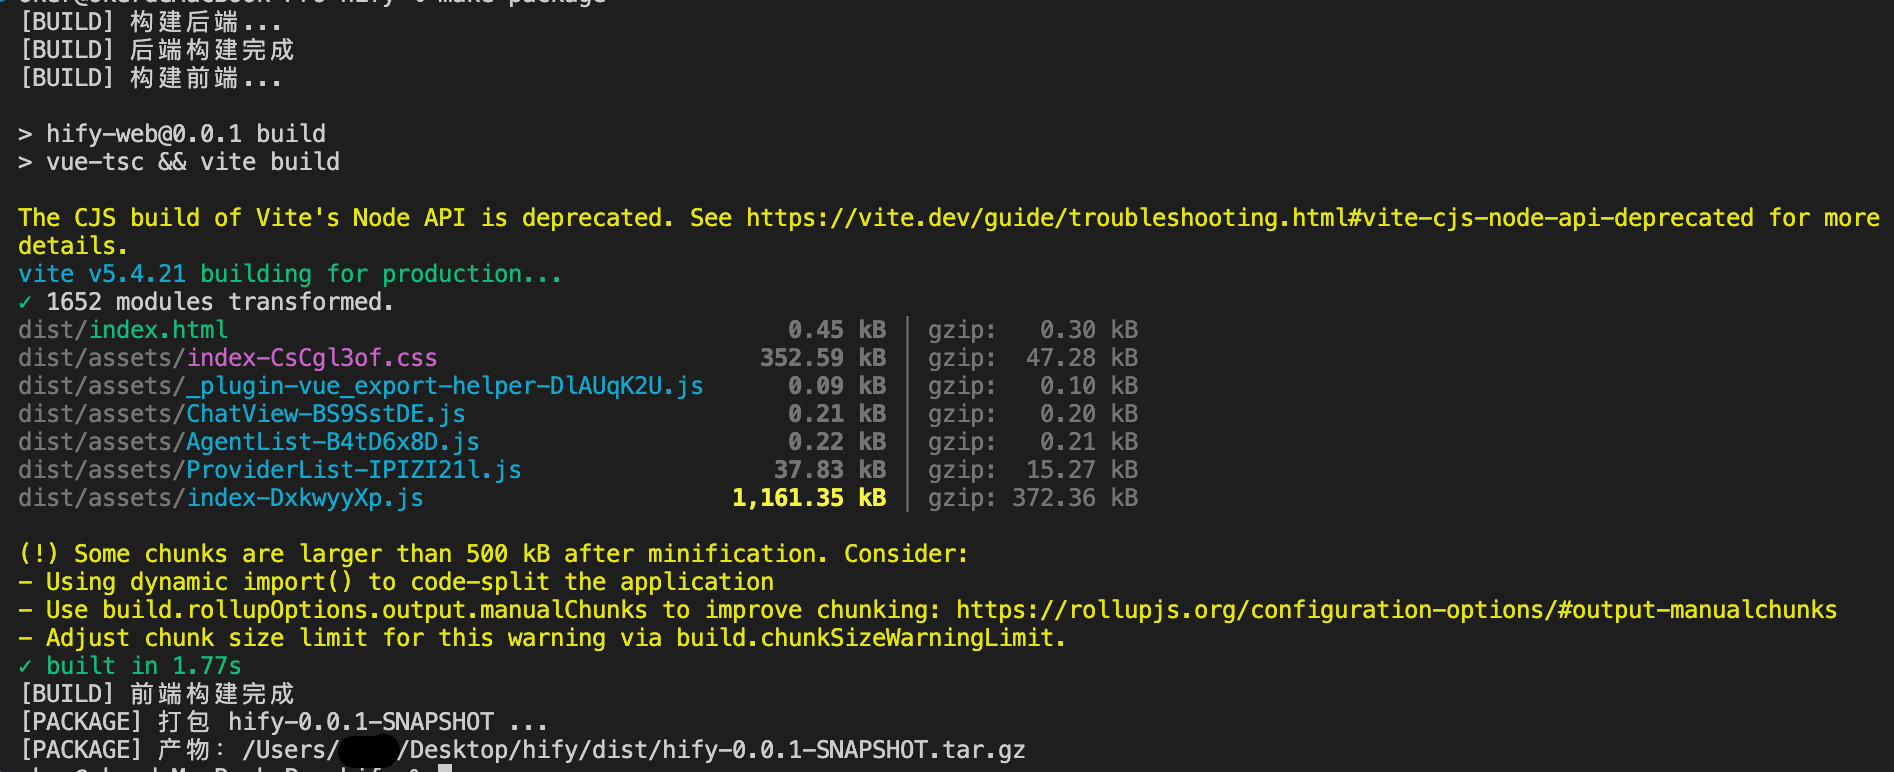 make package
[BUILD] 构建后端...
[BUILD] 后端构建完成
[BUILD] 构建前端...
> hify-web@0.0.1 build
> vue-tsc && vite build
The CJS build of Vite's Node API is deprecated. See https://vite.dev/guide/troubleshooting.html#vite-cjs-node-api-deprecated for more
details.
vite v5.4.21 building for production...
✓ 1652 modules transformed.
dist/index.html 0.45 kB │ gzip: 0.30 kB
dist/assets/index-CsCgl3of.css 352.59 kB │ gzip: 47.28 kB
dist/assets/_plugin-vue_export-helper-DlAUqK2U.js 0.09 kB │ gzip: 0.10 kB
dist/assets/ChatView-BS9SstDE.js 0.21 kB │ gzip: 0.20 kB
dist/assets/AgentList-B4tD6x8D.js 0.22 kB │ gzip: 0.21 kB
dist/assets/ProviderList-IPIZI21l.js 37.83 kB │ gzip: 15.27 kB
dist/assets/index-DxkwyyXp.js 1,161.35 kB │ gzip: 372.36 kB
(!) Some chunks are larger than 500 kB after minification. Consider:
- Using dynamic import() to code-split the application
- Use build.rollupOptions.output.manualChunks to improve chunking: https://rollupjs.org/configuration-options/#output-manualchunks
- Adjust chunk size limit for this warning via build.chunkSizeWarningLimit.
✓ built in 1.77s
[BUILD] 前端构建完成
[PACKAGE] 打包 hify-0.0.1-SNAPSHOT ...
[PACKAGE] 产物: /Users/ /Desktop/hify/dist/hify-0.0.1-SNAPSHOT.tar.gz